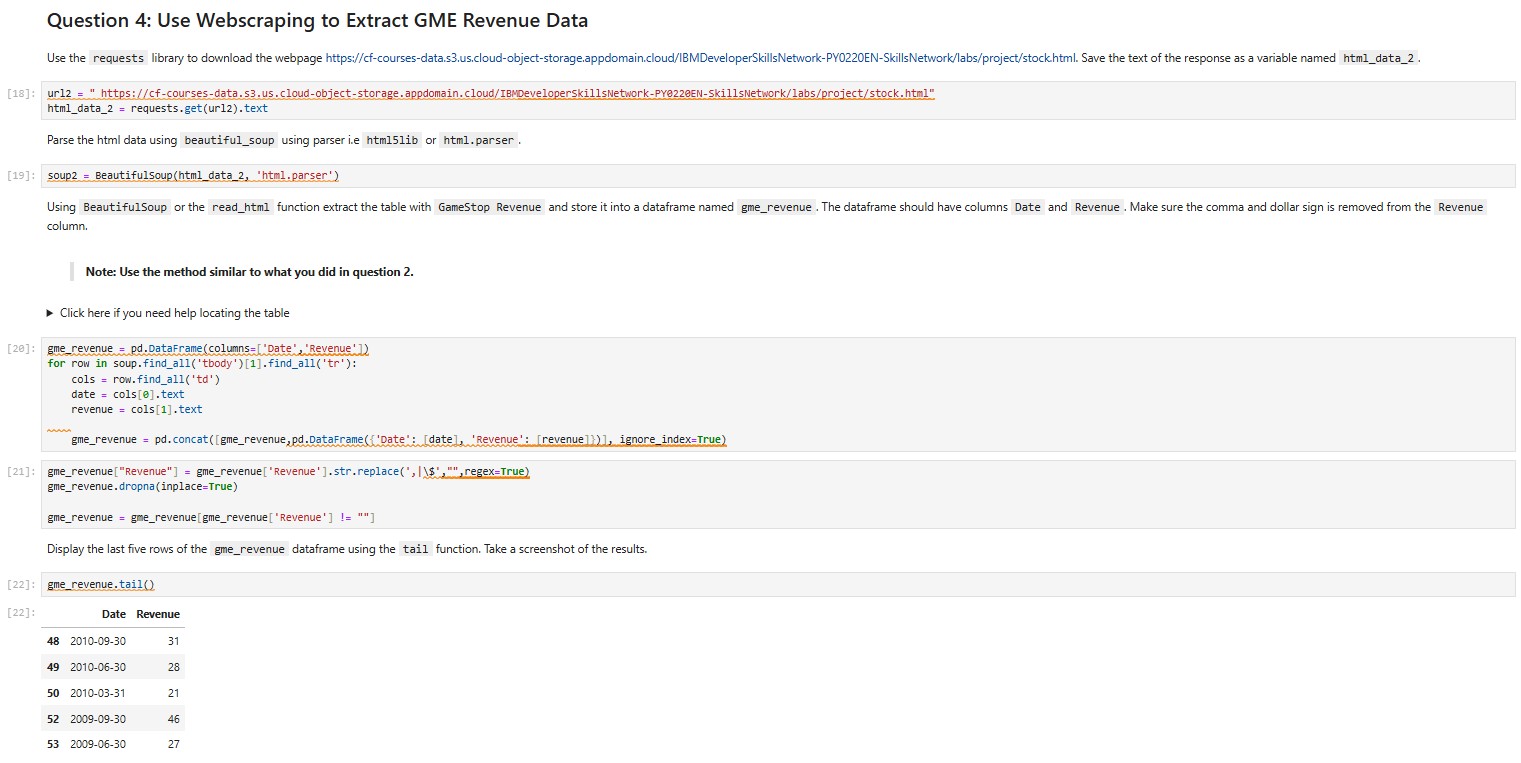 Question 4: Use Webscraping to Extract GME Revenue Data
Use the requests library to download the webpage https://cf-courses-data.s3.us.cloud-object-storage.appdomain.cloud/IBMDeveloperSkillsNetwork-PY0220EN-SkillsNetwork/labs/project/stock.html. Save the text of the response as a variable named html_data_2.
[18]: url2 = " https://cf-courses-data.s3.us.cloud-object-storage.appdomain.cloud/IBMDeveloperSkillsNetwork-PY0220EN-SkillsNetwork/labs/project/stock.html"
html_data_2 = requests.get(url2).text
Parse the html data using beautiful_soup using parser i.e html5lib or html.parser.
[19]: soup2 = BeautifulSoup(html_data_2, 'html.parser')
Using BeautifulSoup or the read_html function extract the table with GameStop Revenue and store it into a dataframe named gme_revenue. The dataframe should have columns Date and Revenue. Make sure the comma and dollar sign is removed from the Revenue
column.
Note: Use the method similar to what you did in question 2.
▶ Click here if you need help locating the table
[20]: gme_revenue = pd.DataFrame(columns=['Date','Revenue'])
for row in soup.find_all('tbody')[1].find_all('tr'):
    cols = row.find_all('td')
    date = cols[0].text
    revenue = cols[1].text
    gme_revenue = pd.concat([gme_revenue,pd.DataFrame({'Date': [date], 'Revenue': [revenue]})], ignore_index=True)
[21]: gme_revenue["Revenue"] = gme_revenue['Revenue'].str.replace(',|\$',"",regex=True)
gme_revenue.dropna(inplace=True)
gme_revenue = gme_revenue[gme_revenue['Revenue'] != ""]
Display the last five rows of the gme_revenue dataframe using the tail function. Take a screenshot of the results.
[22]: gme_revenue.tail()
[22]: Date Revenue
48 2010-09-30 31
49 2010-06-30 28
50 2010-03-31 21
52 2009-09-30 46
53 2009-06-30 27